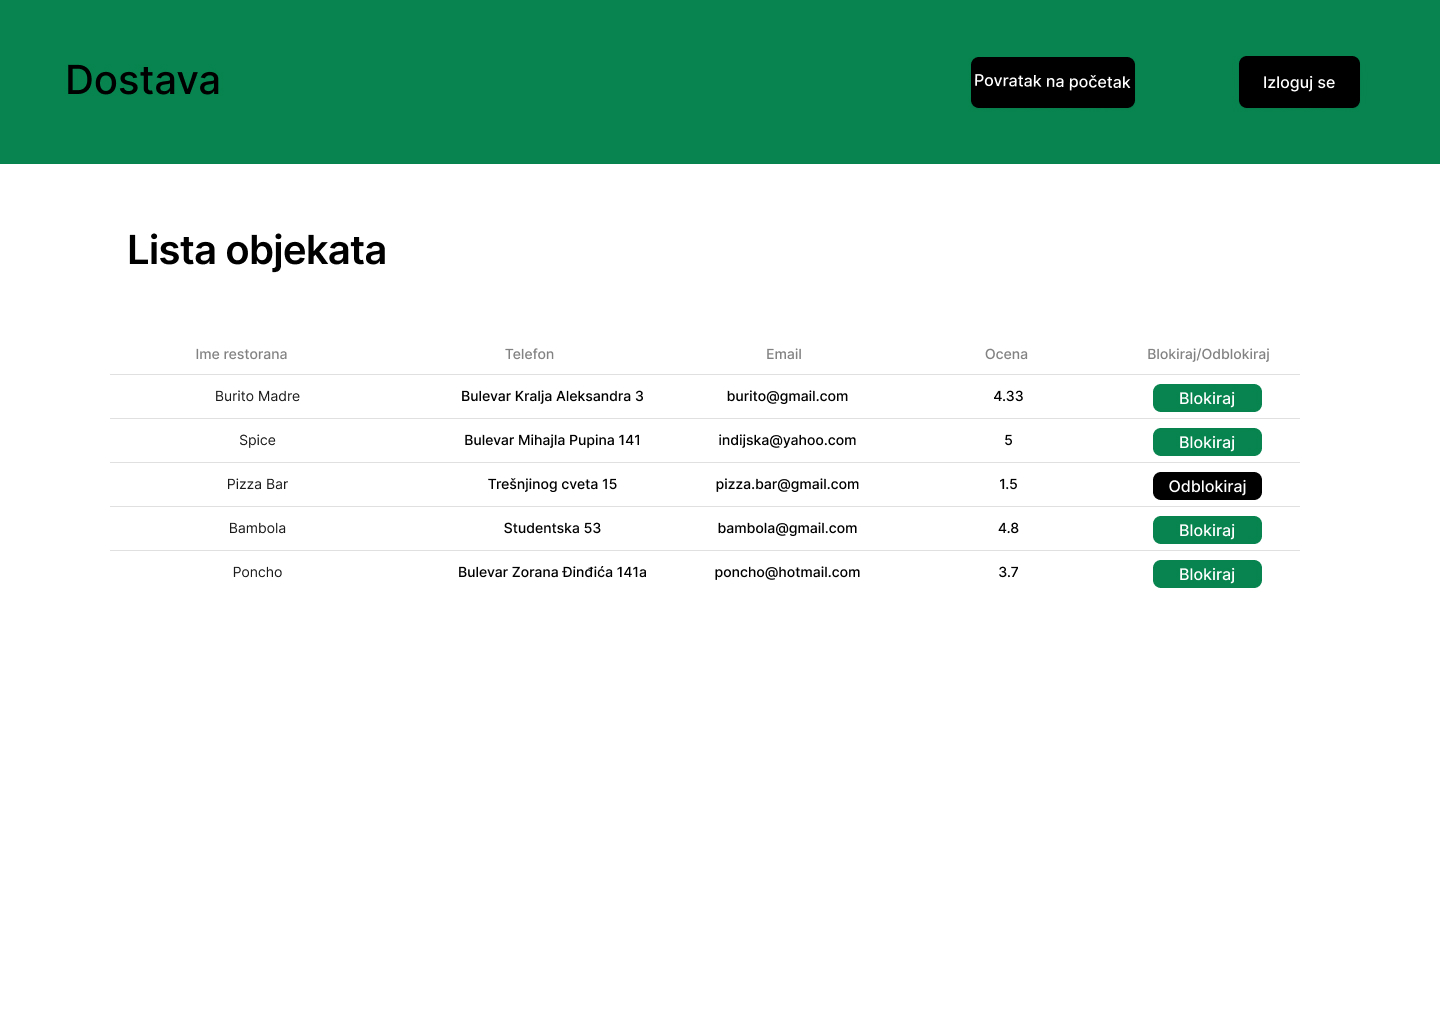 Dostava
Povratak na početak
Izloguj se
Lista objekata
Ime restorana Telefon Email Ocena Blokiraj/Odblokiraj
Burito Madre Bulevar Kralja Aleksandra 3 burito@gmail.com 4.33 Blokiraj
Spice Bulevar Mihajla Pupina 141 indijska@yahoo.com 5 Blokiraj
Pizza Bar Trešnjinog cveta 15 pizza.bar@gmail.com 1.5 Odblokiraj
Bambola Studentska 53 bambola@gmail.com 4.8 Blokiraj
Poncho Bulevar Zorana Đinđića 141a poncho@hotmail.com 3.7 Blokiraj